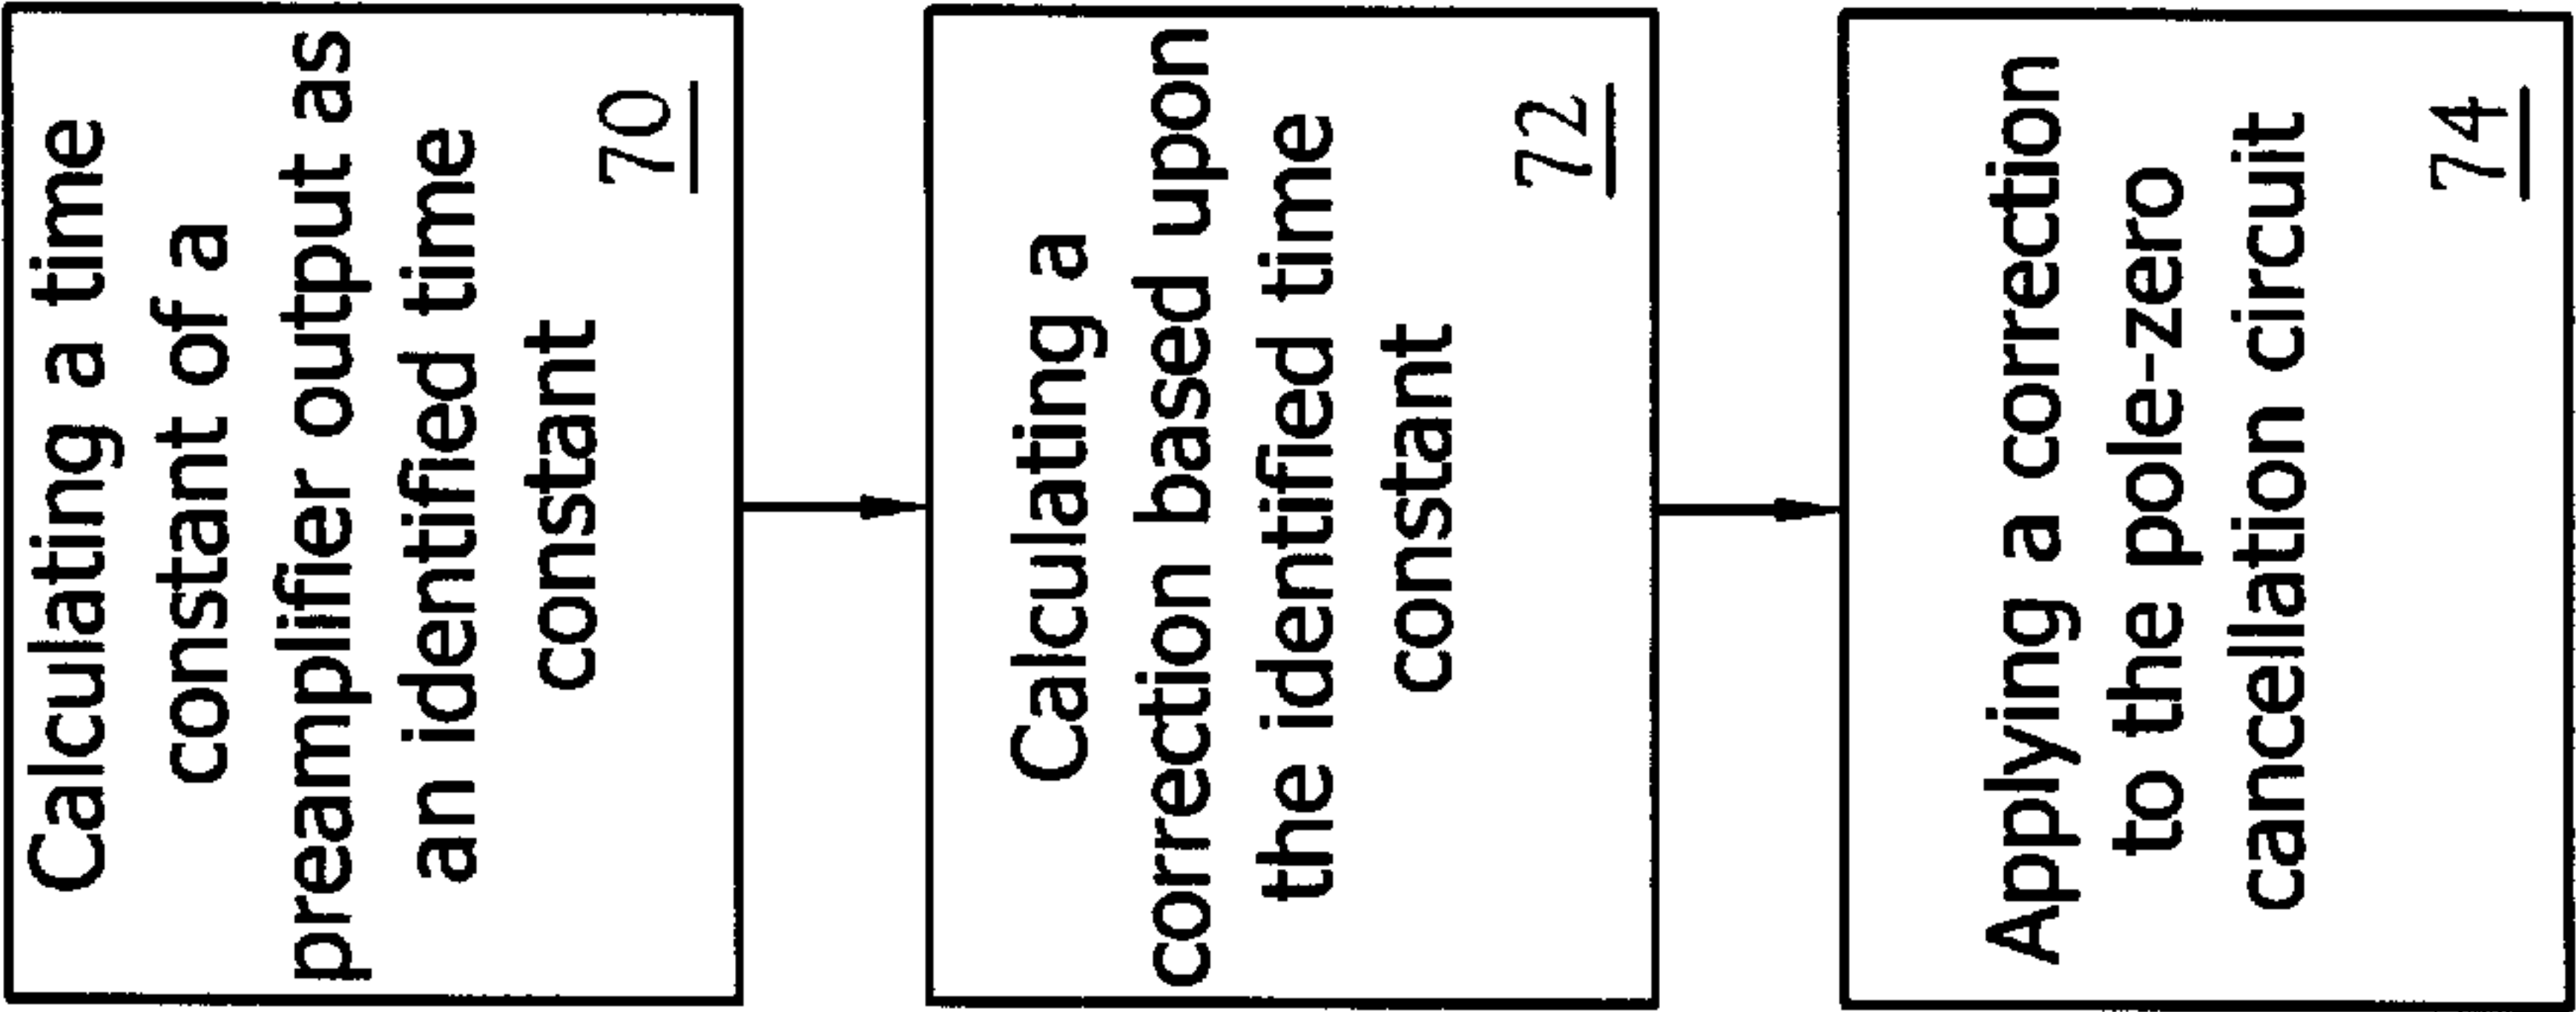 Calculating a time
constant of a
preamplifier output as
an identified time
constant
70
Calculating a
correction based upon
the identified time
constant
72
Applying a correction
to the pole-zero
cancellation circuit
74